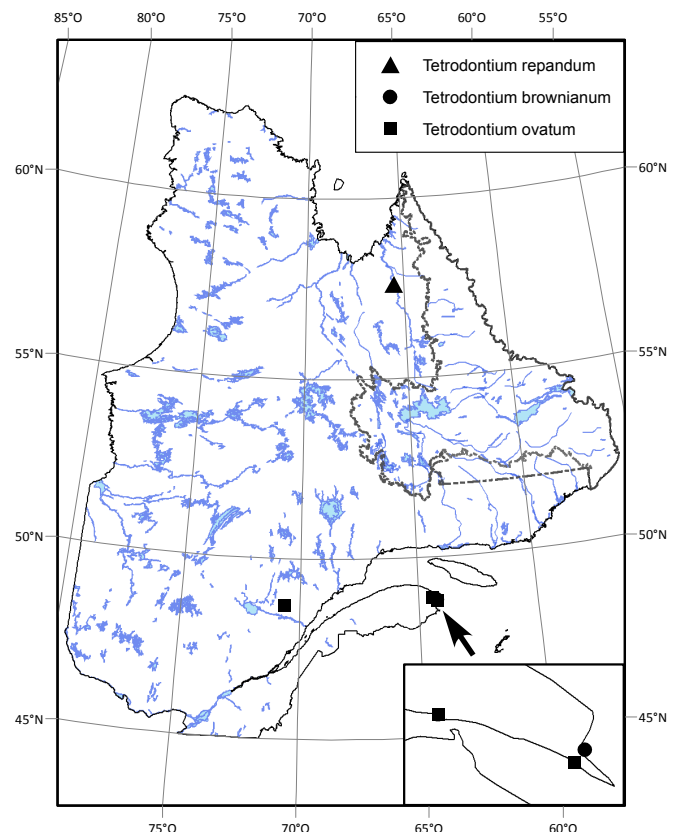 85°O 80°O 75°O 70°O 65°O 60°O 55°O
Tetrodontium repandum
Tetrodontium brownianum
Tetrodontium ovatum
60°N 60°N
55°N 55°N
50°N 50°N
45°N 45°N
75°O 70°O 65°O 60°O